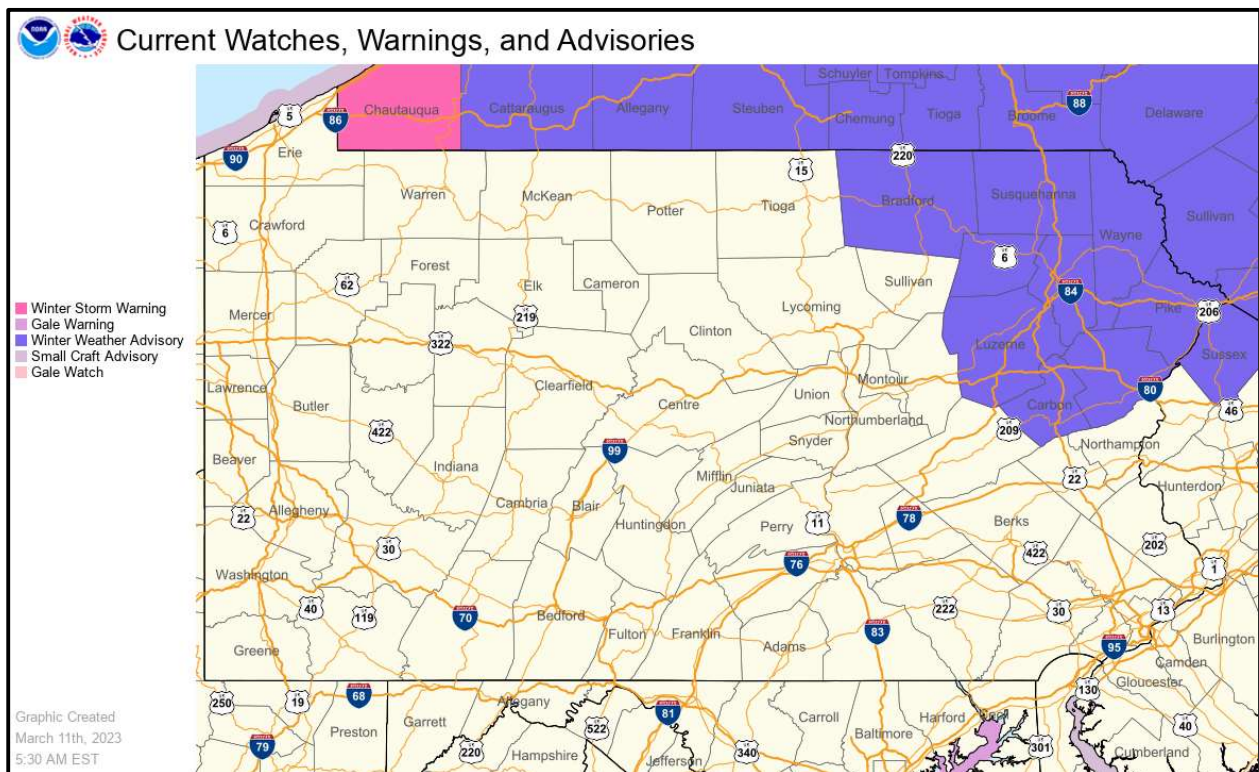 NOAA
Current Watches, Warnings, and Advisories
Winter Storm Warning
Gale Warning
Winter Weather Advisory
Small Craft Advisory
Gale Watch
Graphic Created
March 11th, 2023
5:30 AM EST
Schuyler Tompkins
Chautauqua Cattaraugus Allegany Steuben Chemung Tioga Broome 88 Delaware
5 86
Erie
90
220
15
Warren McKean Potter Tioga Bradford Susquehanna
Crawford
6
Sullivan
Wayne
Forest
6
62 Elk Cameron
Sullivan
84
Mercer
219
Lycoming
Pike 206
Clinton
322
Luzerne
Sussex
Lawrence
Clearfield
Montour
80
Butler
Centre
Union
Carbon
46
422
Northumberland
209
Snyder
Northampton
99
Beaver
Indiana
Mifflin
22
Juniata
Hunterdon
Cambria Blair
22
Allegheny
Huntingdon
Perry 11 78 Berks
30
422 202
76
1
Washington
40 119
70 Bedford
222 30 13
Fulton Franklin
83
Burlington
Greene
Adams
95
Camden
Gloucester
250 19 68
Allegany
81
130
Garrett
Carroll Harford Cecil
Preston
522
40
79
220 Hampshire Jefferson 340 Baltimore 301 Cumberland